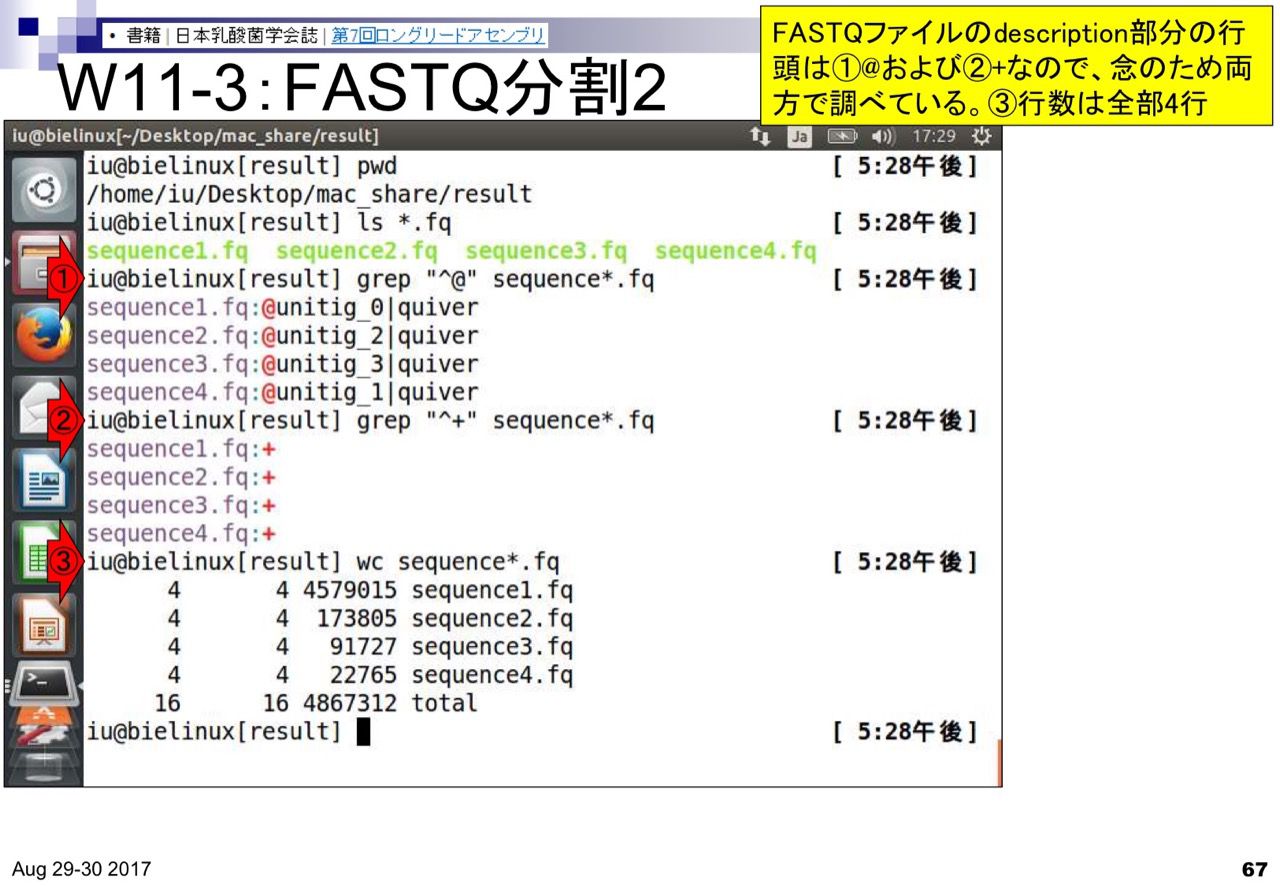 • 書籍 | 日本乳酸菌学会誌 | 第7回ロングリードアセンブリ
W11-3：FASTQ分割2
FASTQファイルのdescription部分の行
頭は①@および②+なので、念のため両
方で調べている。③行数は全部4行
iu@bielinux[~/Desktop/mac_share/result] Ja 17:29
iu@bielinux[result] pwd [ 5:28午後]
/home/iu/Desktop/mac_share/result
iu@bielinux[result] ls *.fq [ 5:28午後]
sequence1.fq sequence2.fq sequence3.fq sequence4.fq
① iu@bielinux[result] grep "^@" sequence*.fq [ 5:28午後]
sequence1.fq:@unitig_0|quiver
sequence2.fq:@unitig_2|quiver
sequence3.fq:@unitig_3|quiver
sequence4.fq:@unitig_1|quiver
② iu@bielinux[result] grep "^+" sequence*.fq [ 5:28午後]
sequence1.fq:+
sequence2.fq:+
sequence3.fq:+
sequence4.fq:+
③ iu@bielinux[result] wc sequence*.fq [ 5:28午後]
4 4 4579015 sequence1.fq
4 4 173805 sequence2.fq
4 4 91727 sequence3.fq
4 4 22765 sequence4.fq
16 16 4867312 total
iu@bielinux[result] [ 5:28午後]
Aug 29-30 2017
67